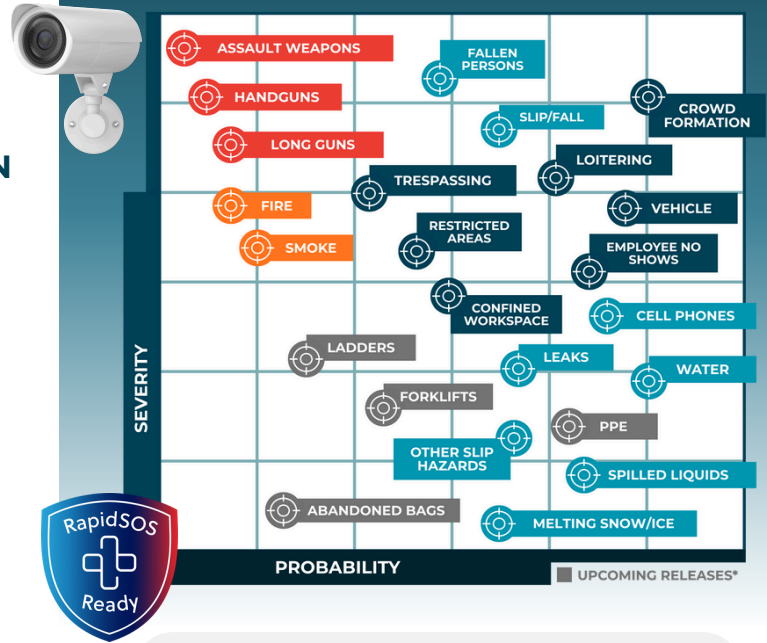 ASSAULT WEAPONS
FALLEN
PERSONS
HANDGUNS
CROWD
FORMATION
SLIP/FALL
LONG GUNS
LOITERING
N
TRESPASSING
FIRE
VEHICLE
RESTRICTED
AREAS
SMOKE
EMPLOYEE NO
SHOWS
CONFINED
WORKSPACE
CELL PHONES
LADDERS
LEAKS
WATER
SEVERITY
FORKLIFTS
PPE
OTHER SLIP
HAZARDS
SPILLED LIQUIDS
ABANDONED BAGS
MELTING SNOW/ICE
RapidSOS
Ready
PROBABILITY
UPCOMING RELEASES*